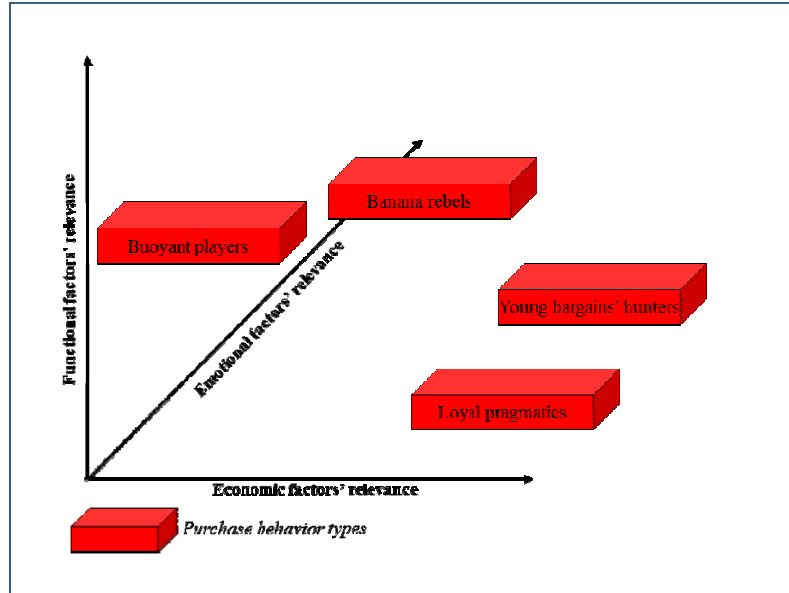 Functional factors' relevance
Banana rebels
Buoyant players
Emotional factors' relevance
Young bargains' hunters
Loyal pragmatics
Economic factors' relevance
Purchase behavior types